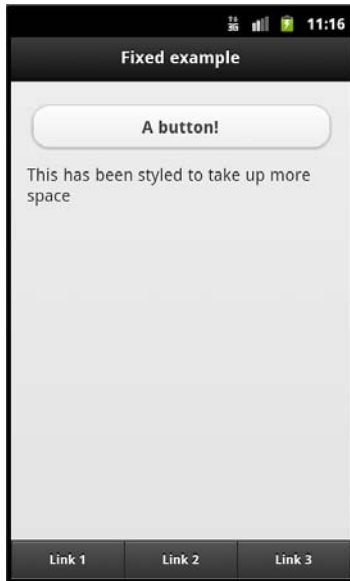 3G 11:16
Fixed example
A button!
This has been styled to take up more
space
Link 1 Link 2 Link 3